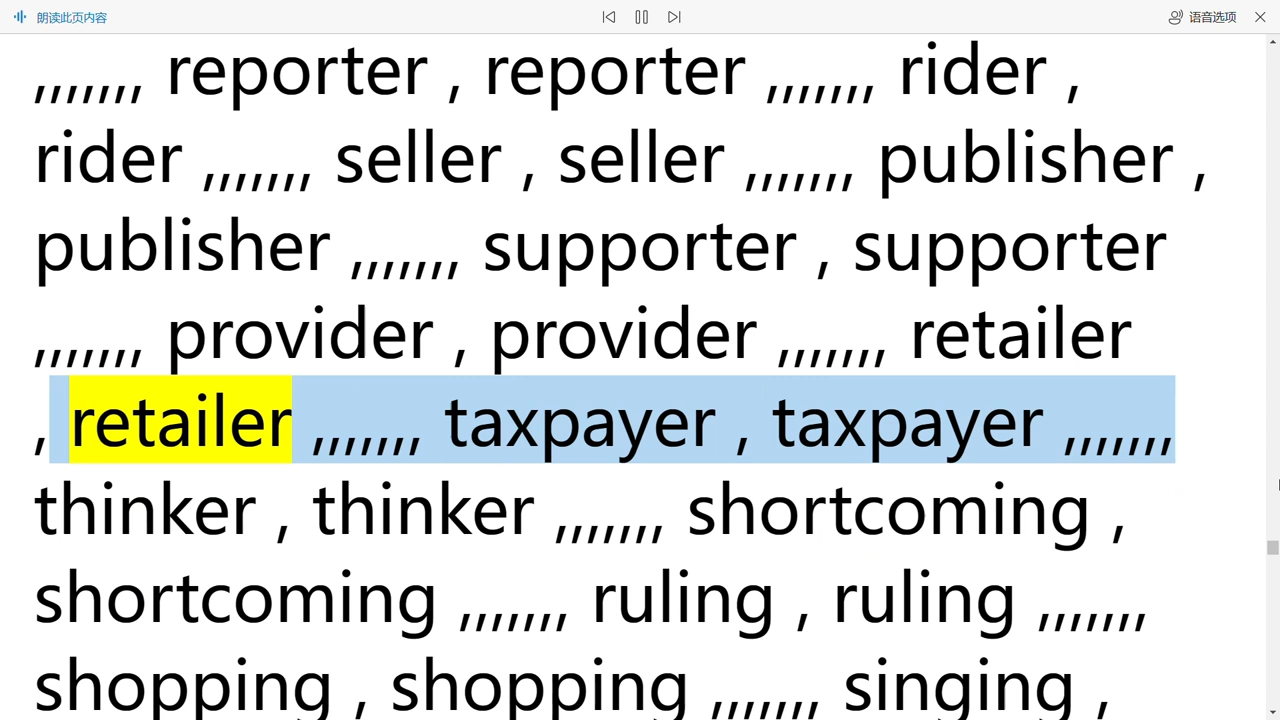 朗读此页内容
语音选项
,,,,,,, reporter , reporter ,,,,,,, rider ,
rider ,,,,,,, seller , seller ,,,,,,, publisher ,
publisher ,,,,,,, supporter , supporter
,,,,,,, provider , provider ,,,,,,, retailer
, retailer ,,,,,,, taxpayer , taxpayer ,,,,,,,
thinker , thinker ,,,,,,, shortcoming ,
shortcoming ,,,,,,, ruling , ruling ,,,,,,,
shopping , shopping ,,,,,,, singing ,